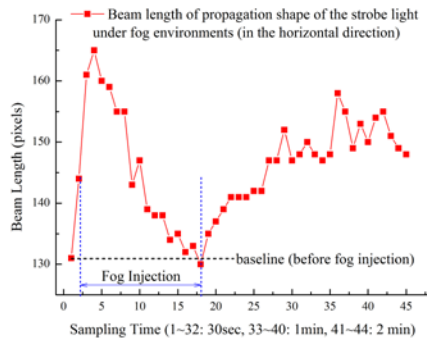 Beam length of propagation shape of the strobe light
under fog environments (in the horizontal direction)
170
160
150
140
130
Beam Length (pixels)
baseline (before fog injection)
Fog Injection
0 5 10 15 20 25 30 35 40 45
Sampling Time (1~32: 30sec, 33~40: 1min, 41~44: 2 min)